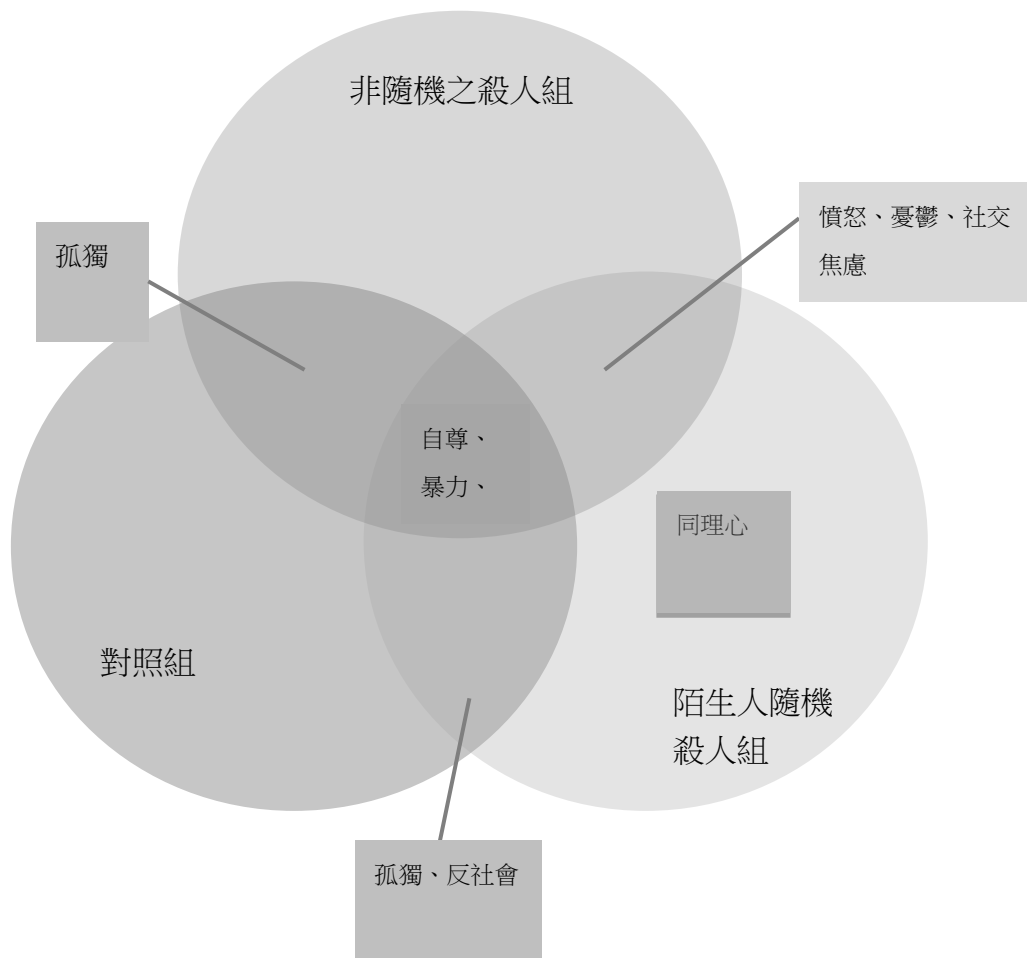 非隨機之殺人組
憤怒、憂鬱、社交
焦慮
孤獨
自尊、
暴力、
同理心
對照組
陌生人隨機
殺人組
孤獨、反社會